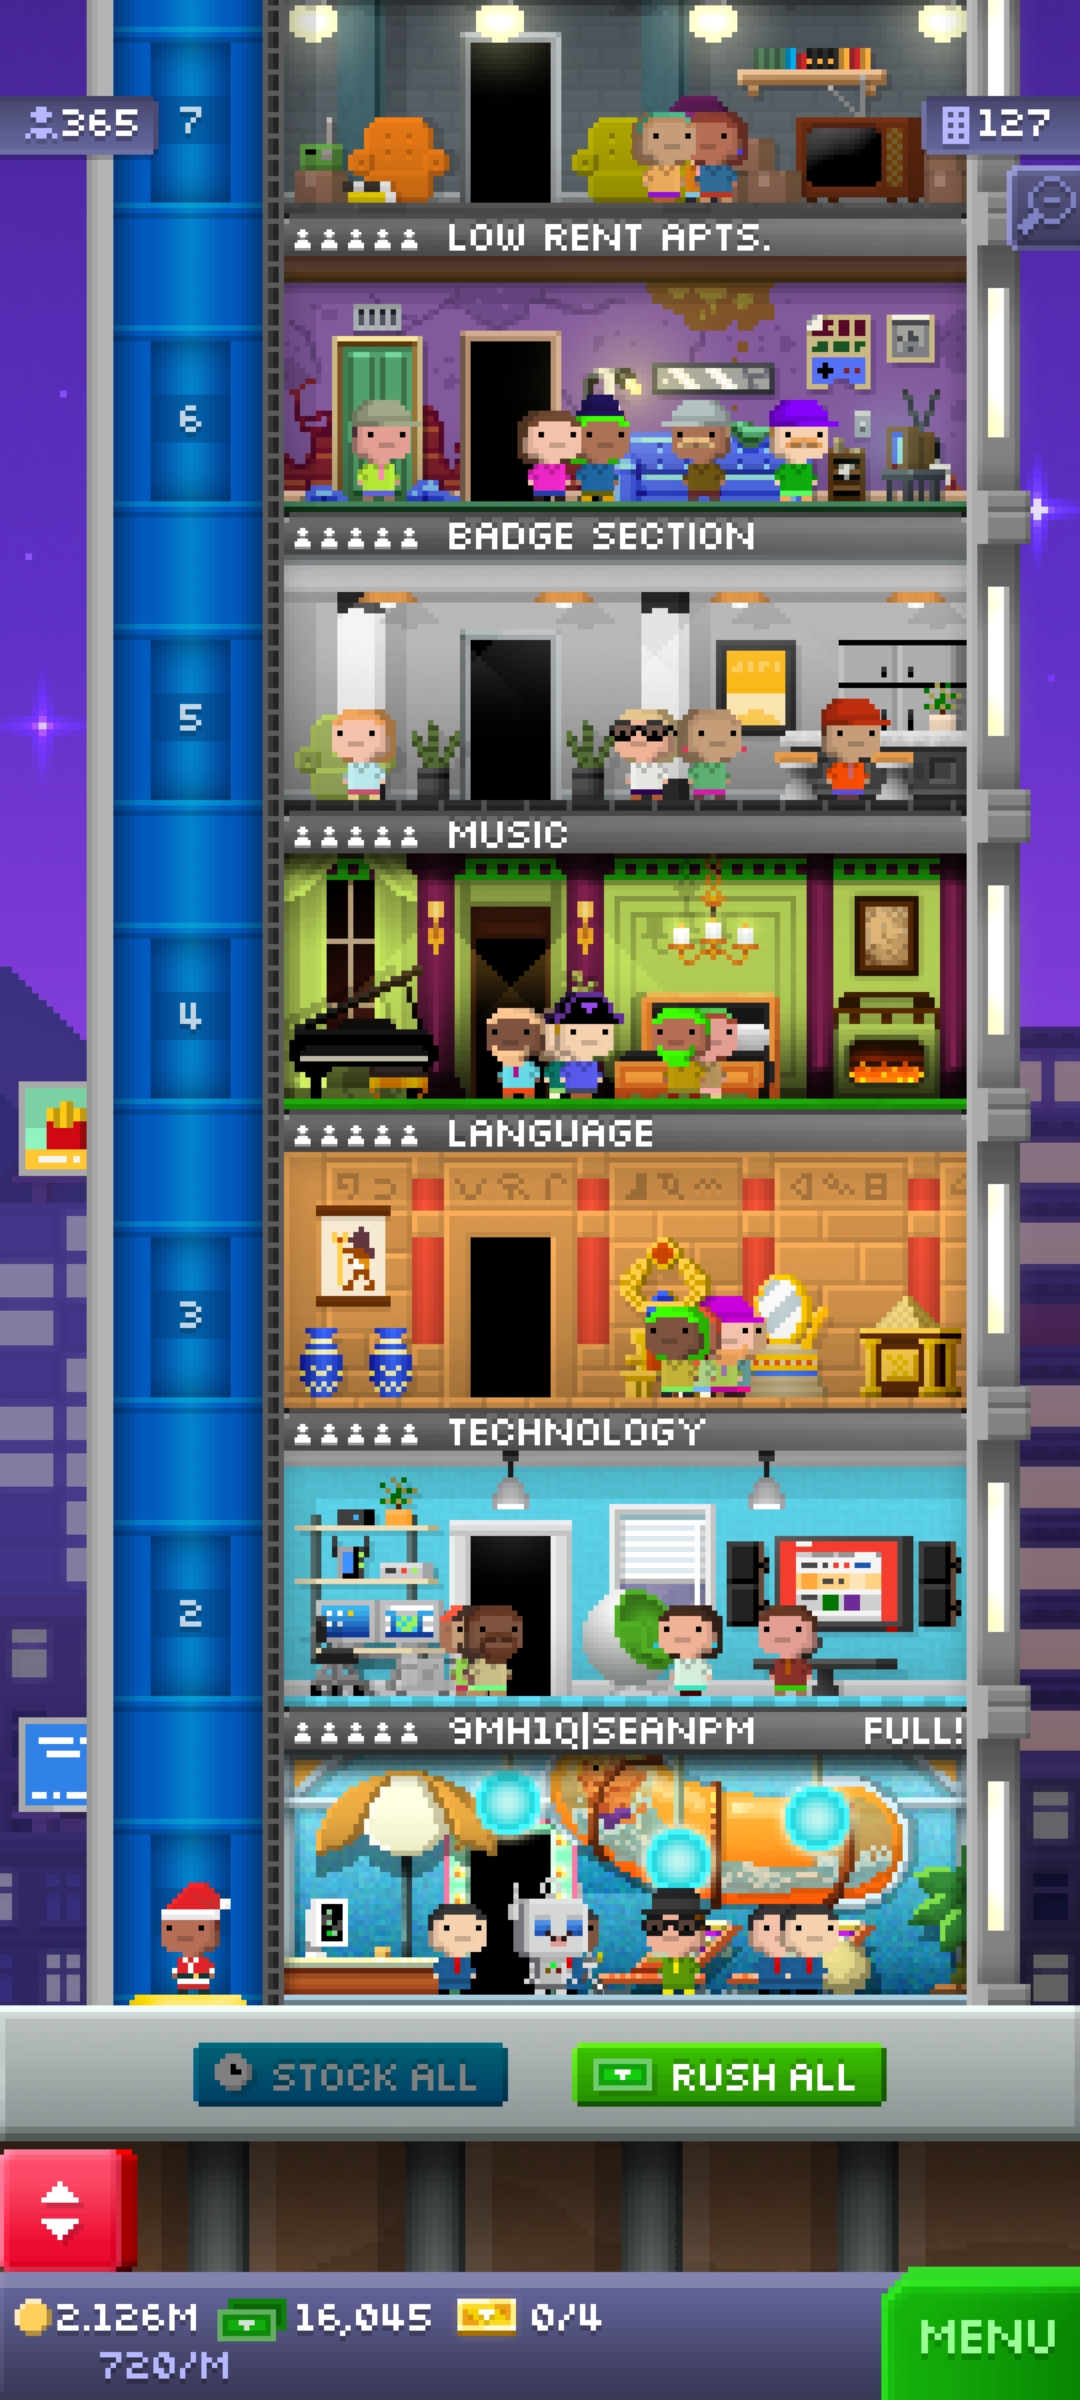 365
7
127
LOW RENT APTS.
6
BADGE SECTION
5
MUSIC
4
LANGUAGE
3
TECHNOLOGY
2
9MH1Q|SEANPM FULL!
STOCK ALL
RUSH ALL
2.126M 16,045 0/4
720/M
MENU